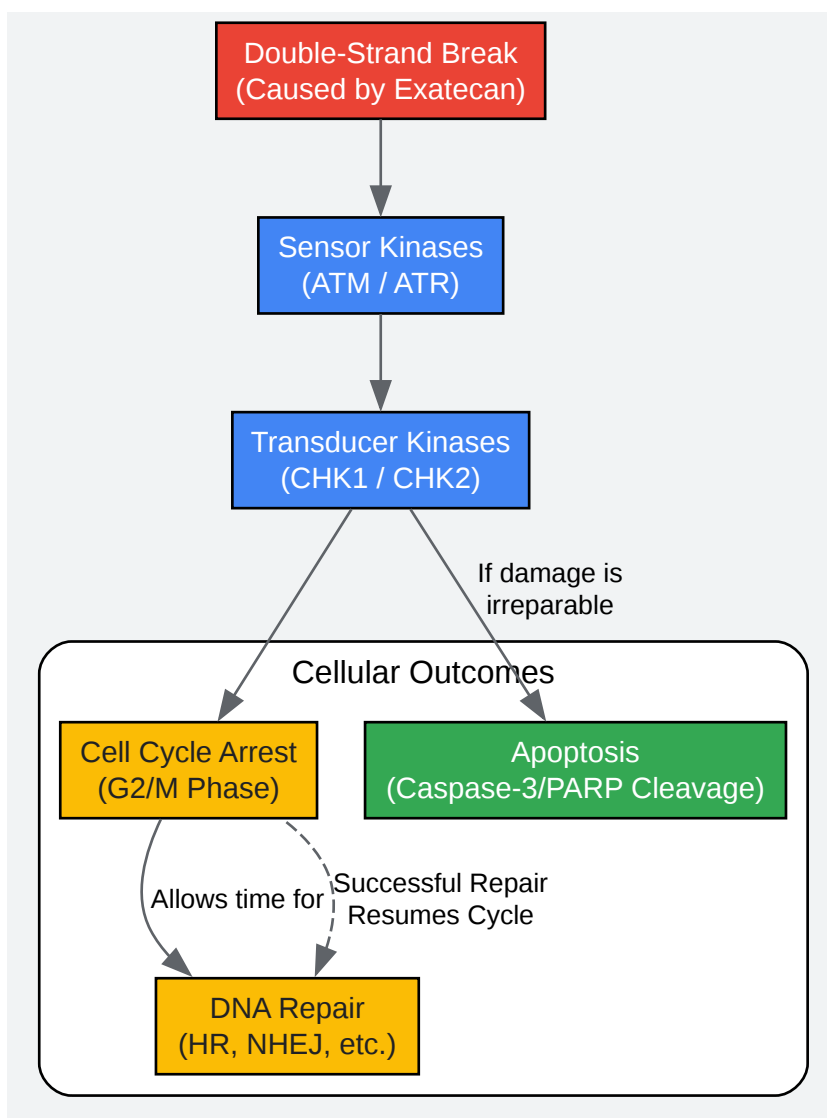 Double-Strand Break
(Caused by Exatecan)
Sensor Kinases
(ATM / ATR)
Transducer Kinases
(CHK1 / CHK2)
If damage is
irreparable
Cellular Outcomes
Cell Cycle Arrest
(G2/M Phase)
Apoptosis
(Caspase-3/PARP Cleavage)
Allows time for
Successful Repair
Resumes Cycle
DNA Repair
(HR, NHEJ, etc.)